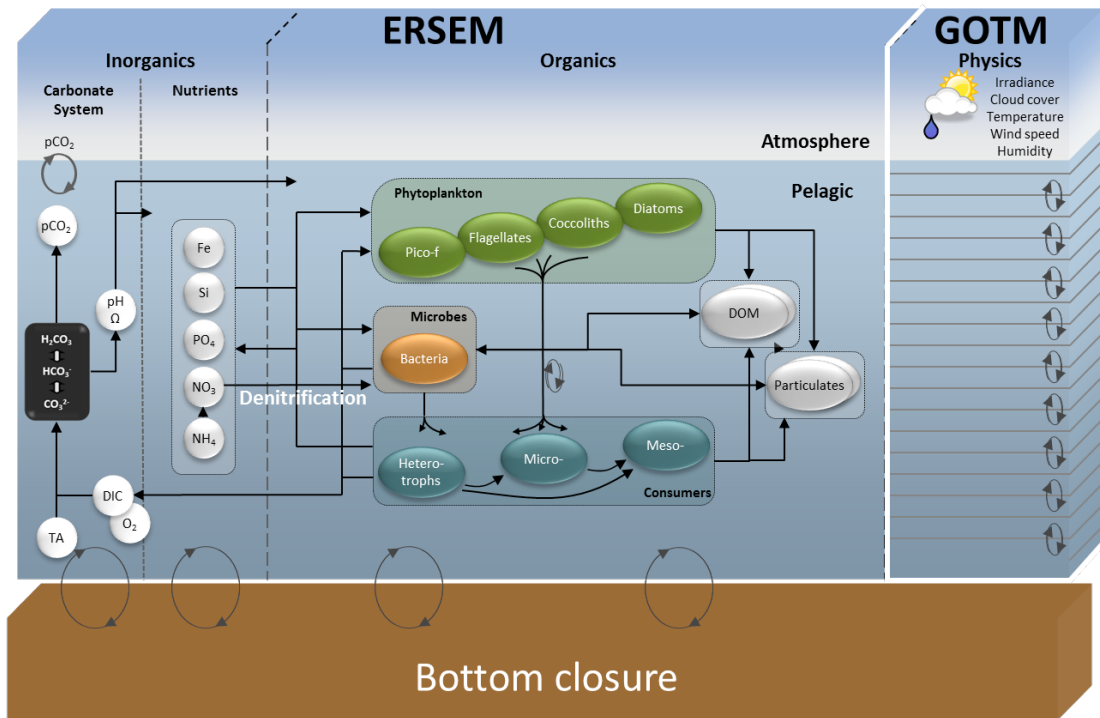 ERSEM
GOTM
Inorganics
Organics
Physics
Carbonate
System
Nutrients
Irradiance
Cloud cover
Temperature
Wind speed
Humidity
Atmosphere
pCO₂
Pelagic
pCO₂
Fe
Si
PO₄
NO₃
NH₄
pH
Ω
H₂CO₃
HCO₃⁻
CO₃²⁻
DIC
O₂
TA
Phytoplankton
Pico-f
Flagellates
Coccoliths
Diatoms
Microbes
Bacteria
Denitrification
DOM
Particulates
Hetero-
trophs
Micro-
Meso-
Consumers
Bottom closure